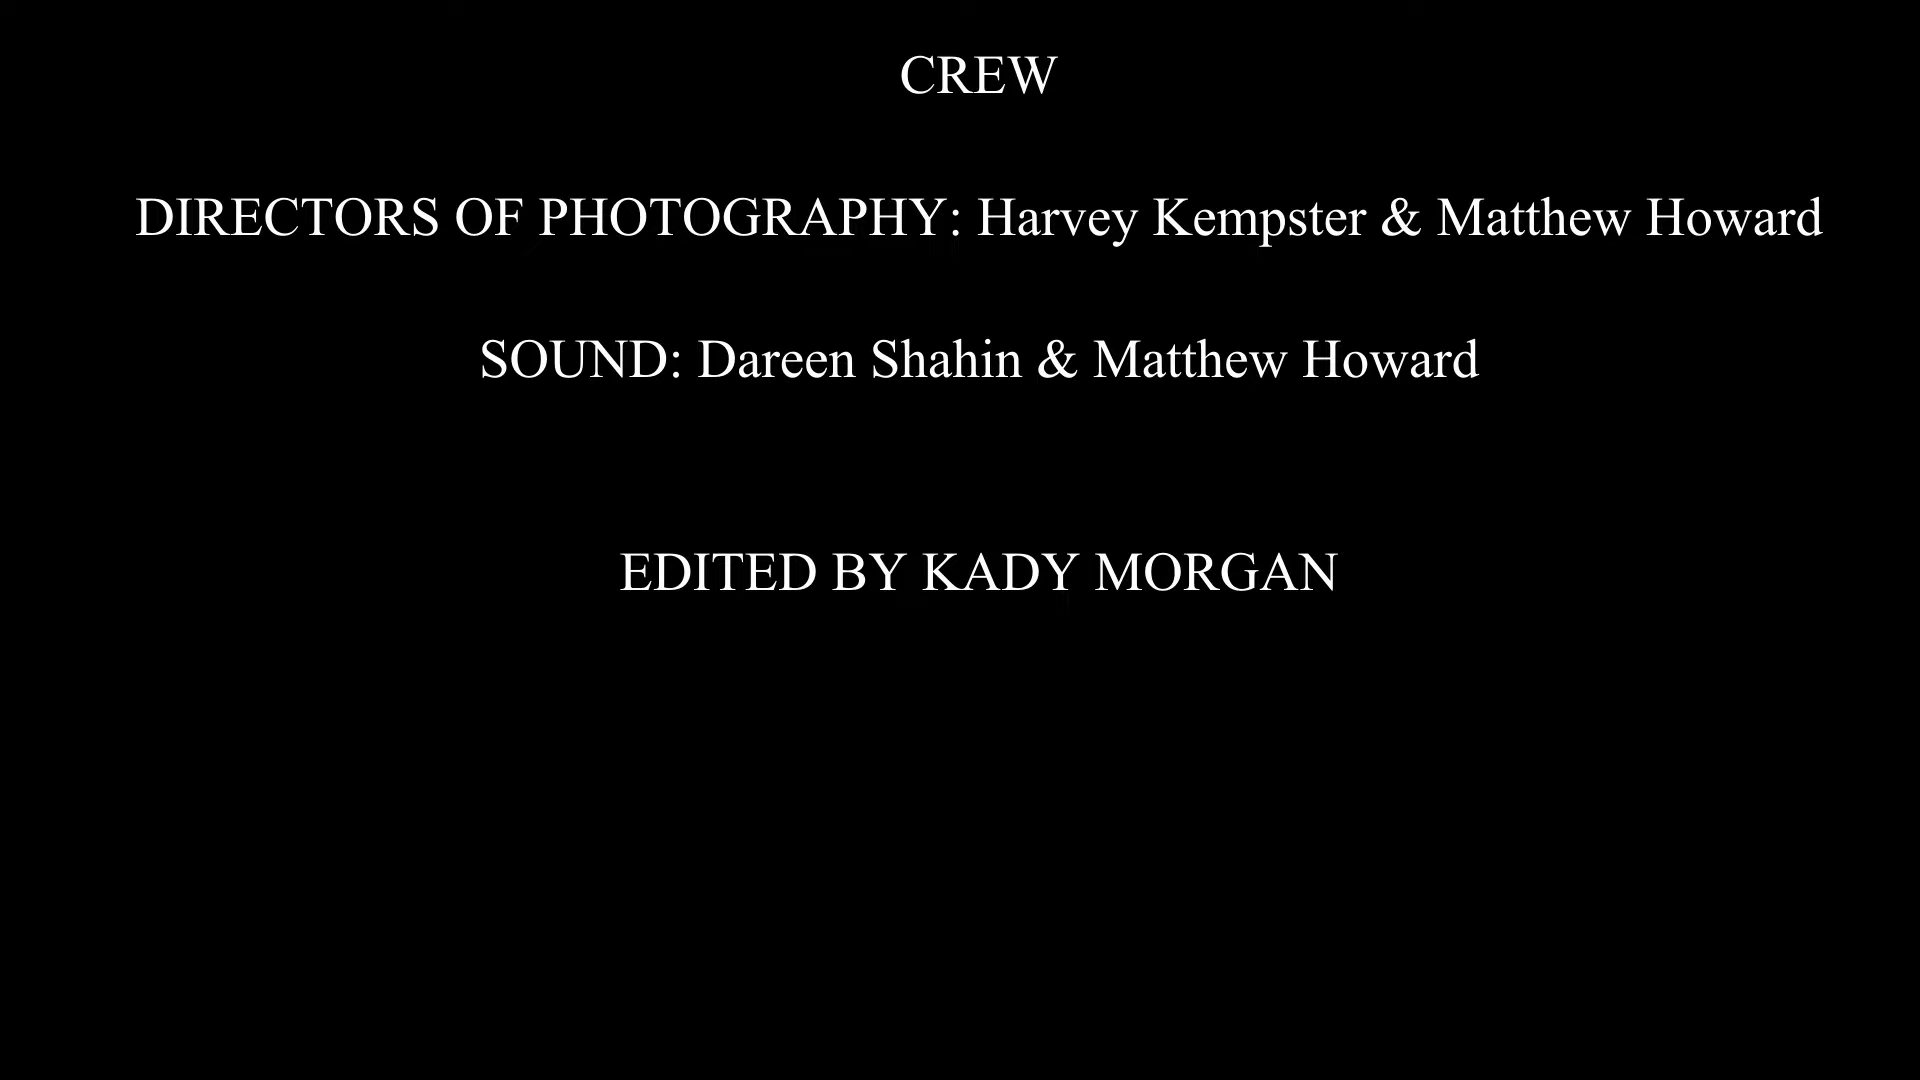 CREW
DIRECTORS OF PHOTOGRAPHY: Harvey Kempster & Matthew Howard
SOUND: Dareen Shahin & Matthew Howard
EDITED BY KADY MORGAN